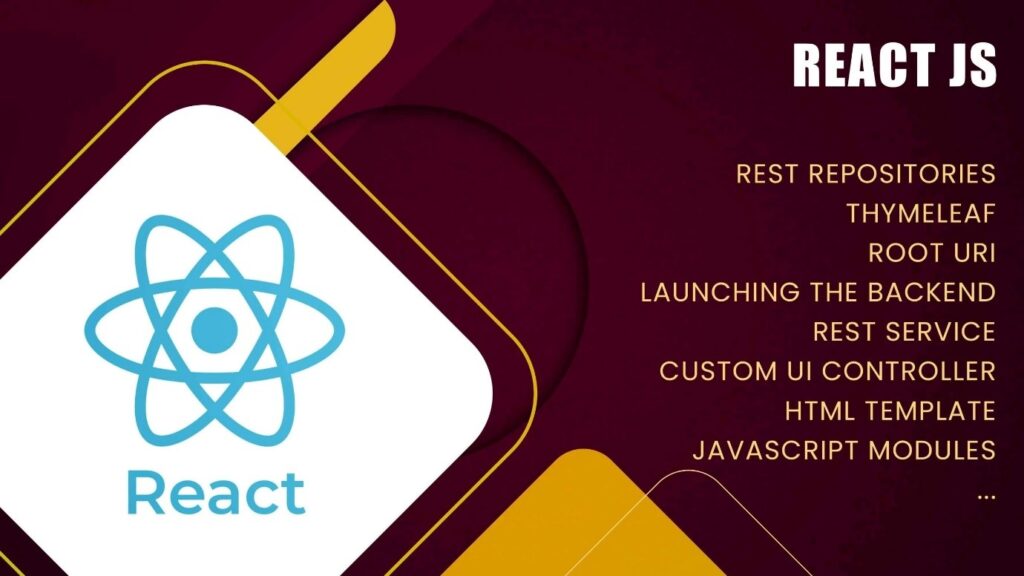 REACT JS
REST REPOSITORIES
THYMELEAF
ROOT URI
LAUNCHING THE BACKEND
REST SERVICE
CUSTOM UI CONTROLLER
HTML TEMPLATE
JAVASCRIPT MODULES
...
React